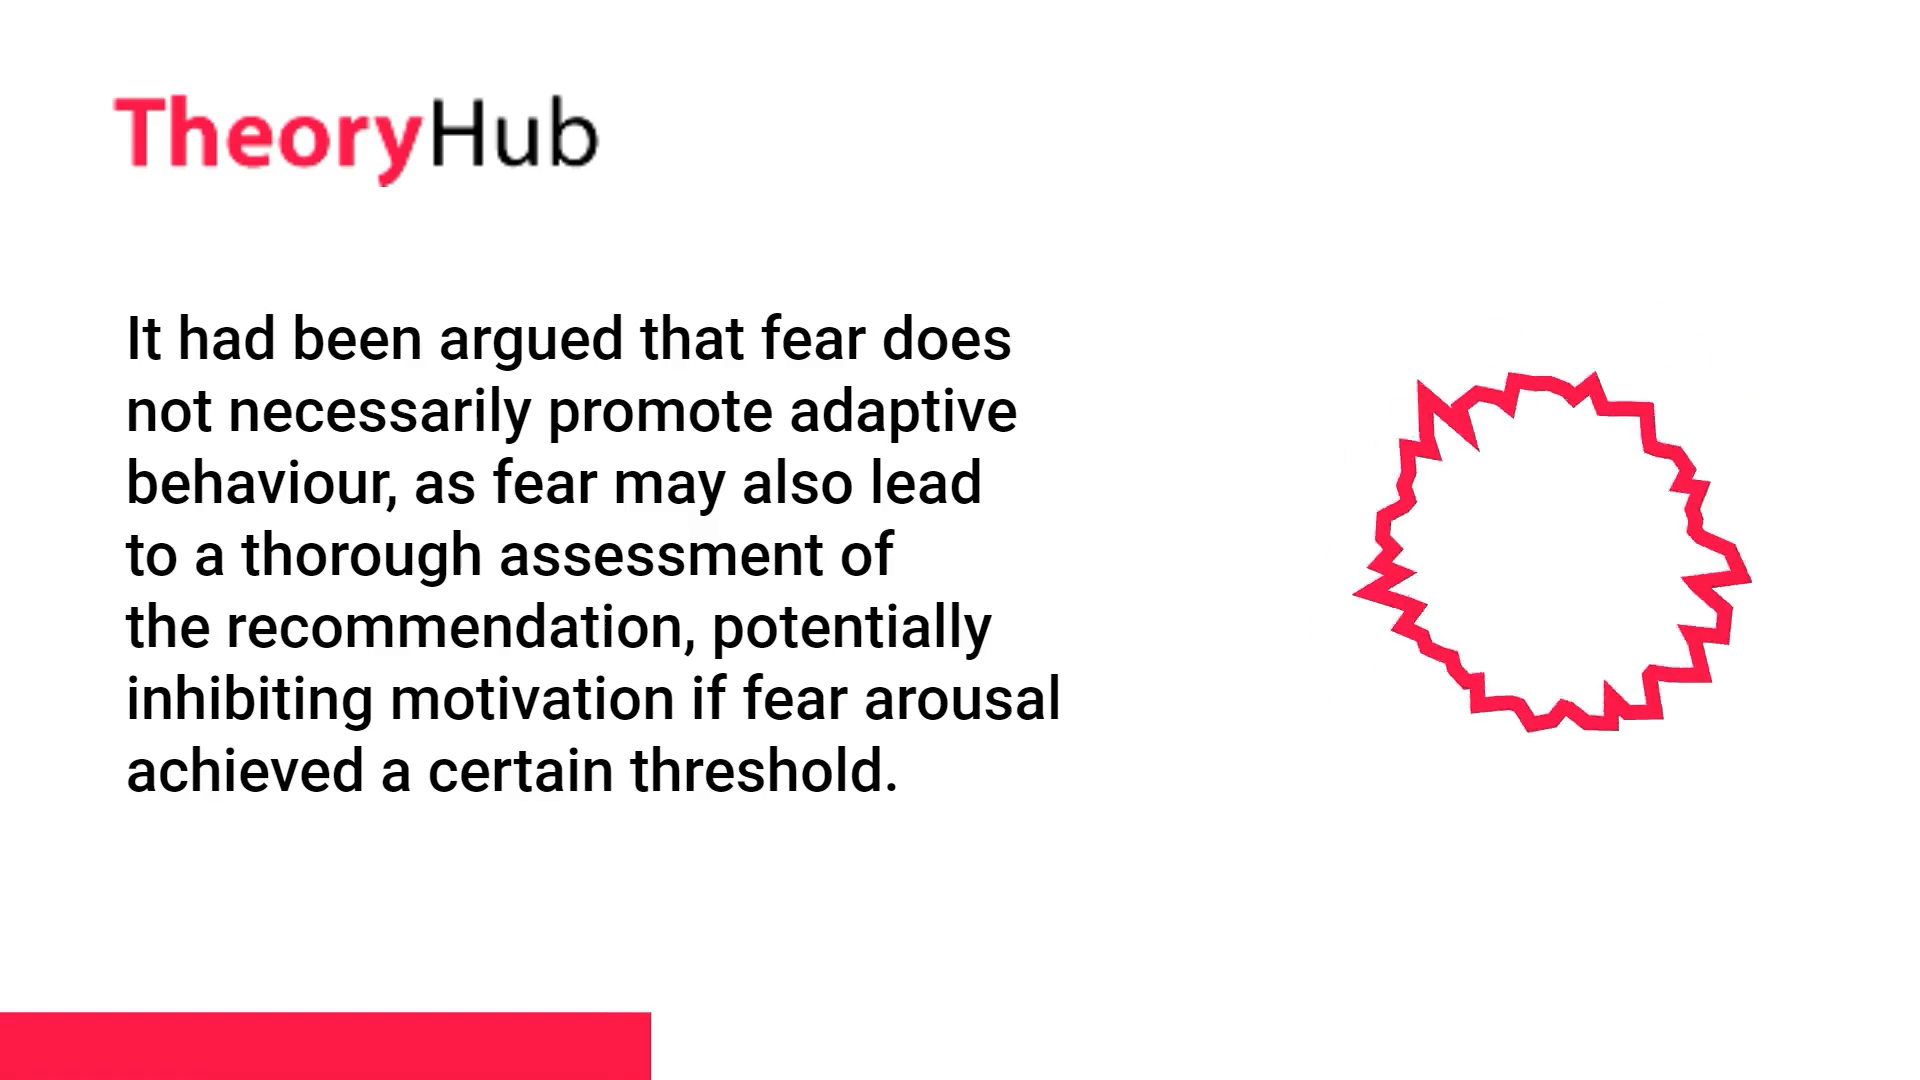 TheoryHub
It had been argued that fear does
not necessarily promote adaptive
behaviour, as fear may also lead
to a thorough assessment of
the recommendation, potentially
inhibiting motivation if fear arousal
achieved a certain threshold.